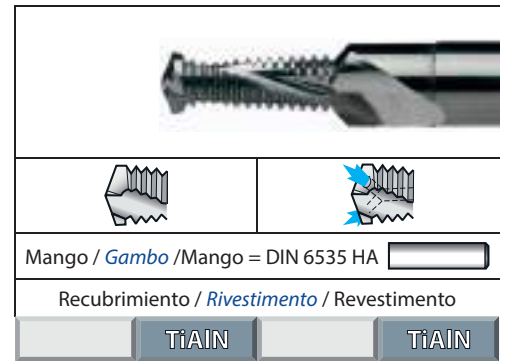 Mango / Gambo /Mango = DIN 6535 HA
Recubrimiento / Rivestimento / Revestimento
TiAlN TiAlN